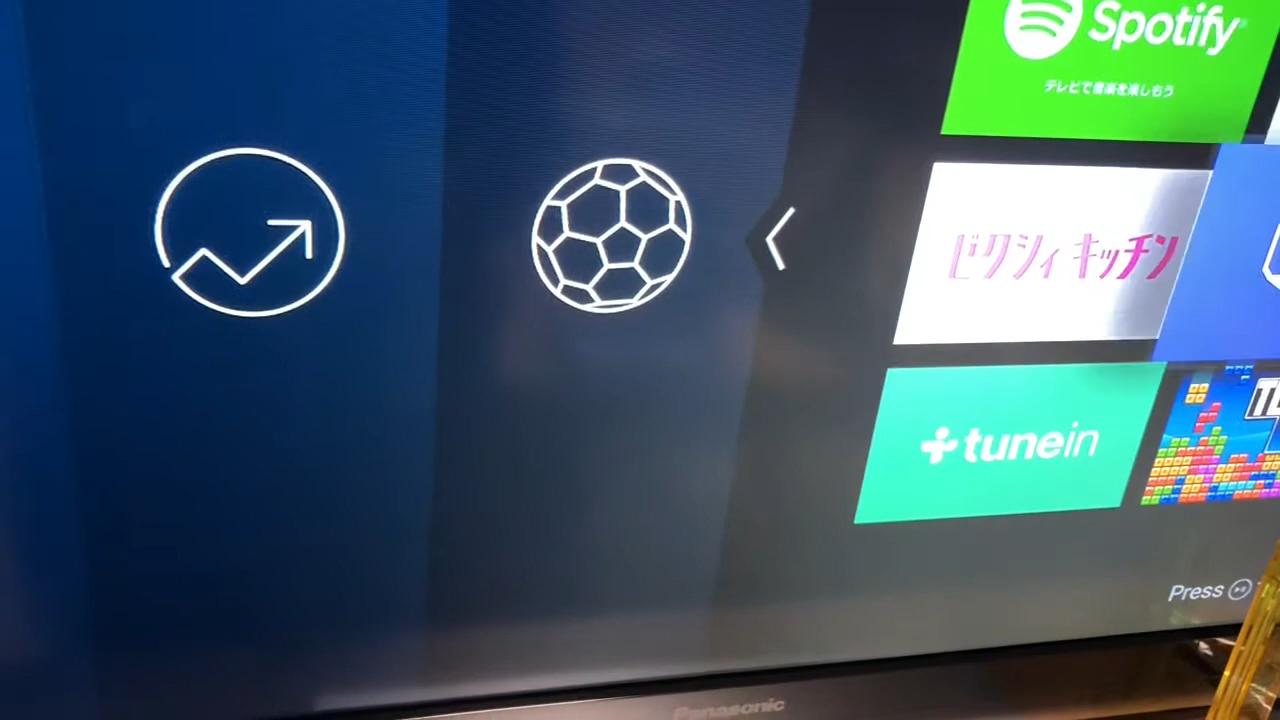 Spotify
テレビで音楽を楽しもう
ゼクシィ キッチン
tunein
Press
Panasonic